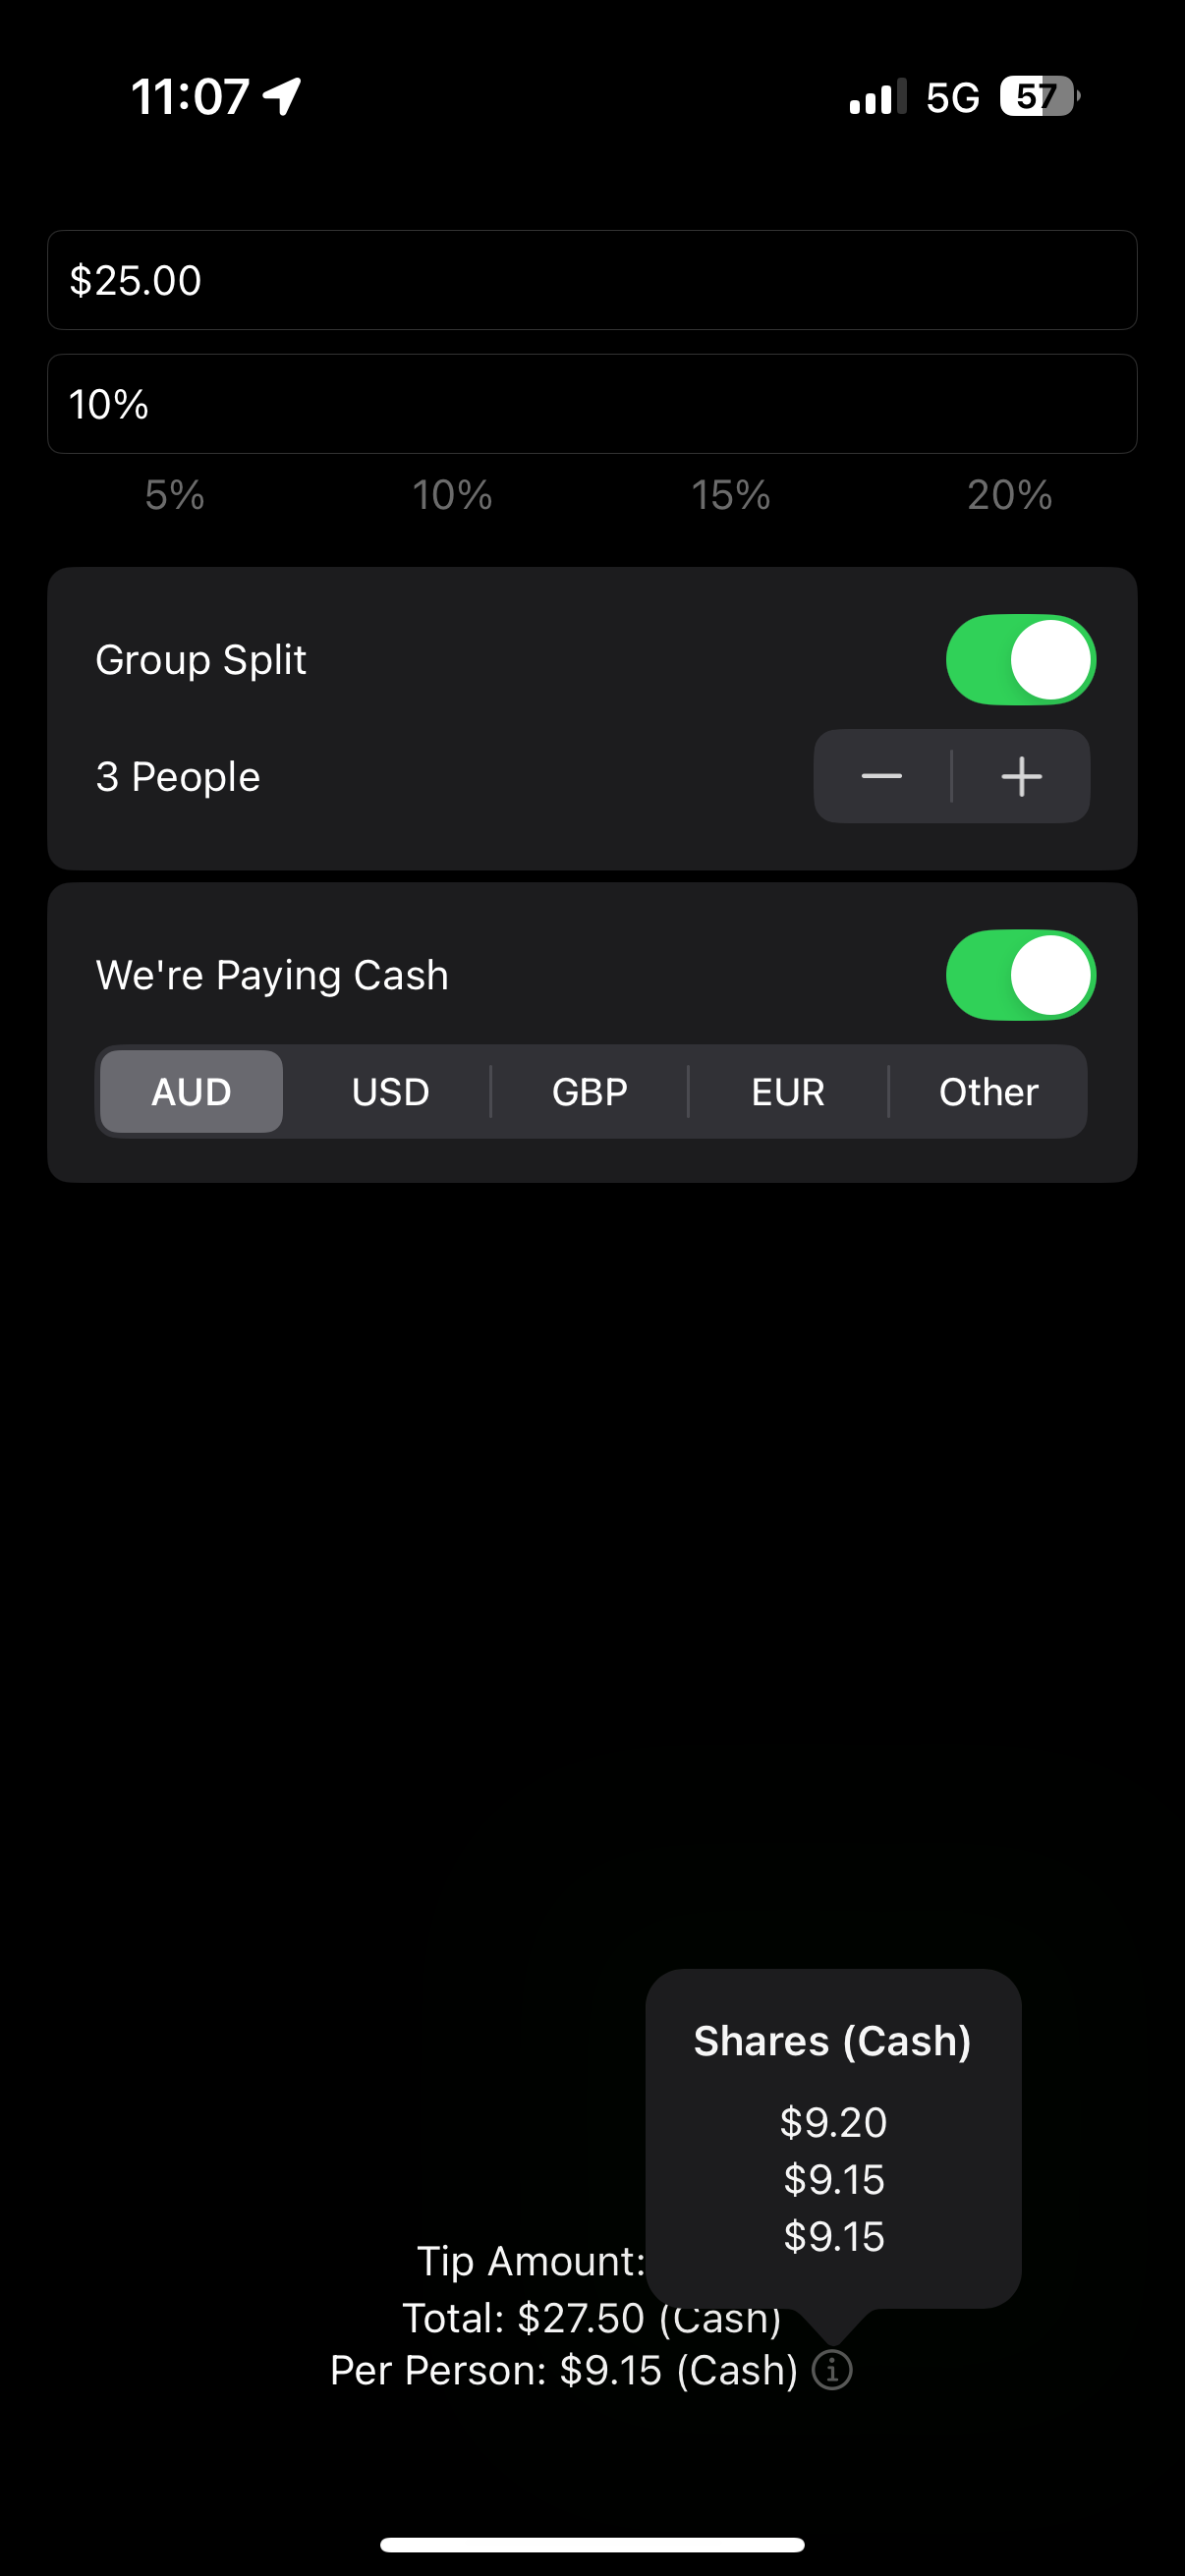 11:07 5G 57
$25.00
10%
5% 10% 15% 20%
Group Split
3 People
We're Paying Cash
AUD USD GBP EUR Other
Shares (Cash)
$9.20
$9.15
$9.15
Tip Amount:
Total: $27.50 (Cash)
Per Person: $9.15 (Cash)